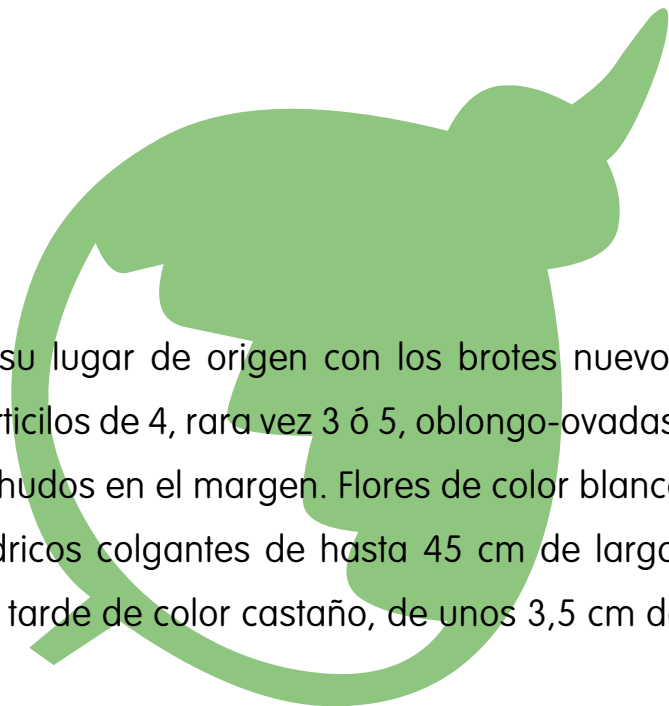 su lugar de origen con los brotes nuevo
rticilos de 4, rara vez 3 ó 5, oblongo-ovadas
hudos en el margen. Flores de color blanc
dricos colgantes de hasta 45 cm de largo
tarde de color castaño, de unos 3,5 cm d